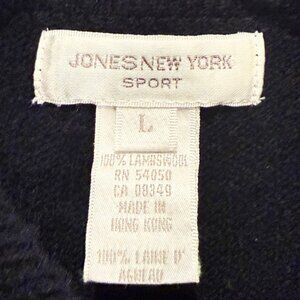 JONES NEW YORK
SPORT
L
100% LAMBSWOOL
RN 54050
CA 08349
MADE IN
HONG KONG
100% LAINE D'
AGNEAU